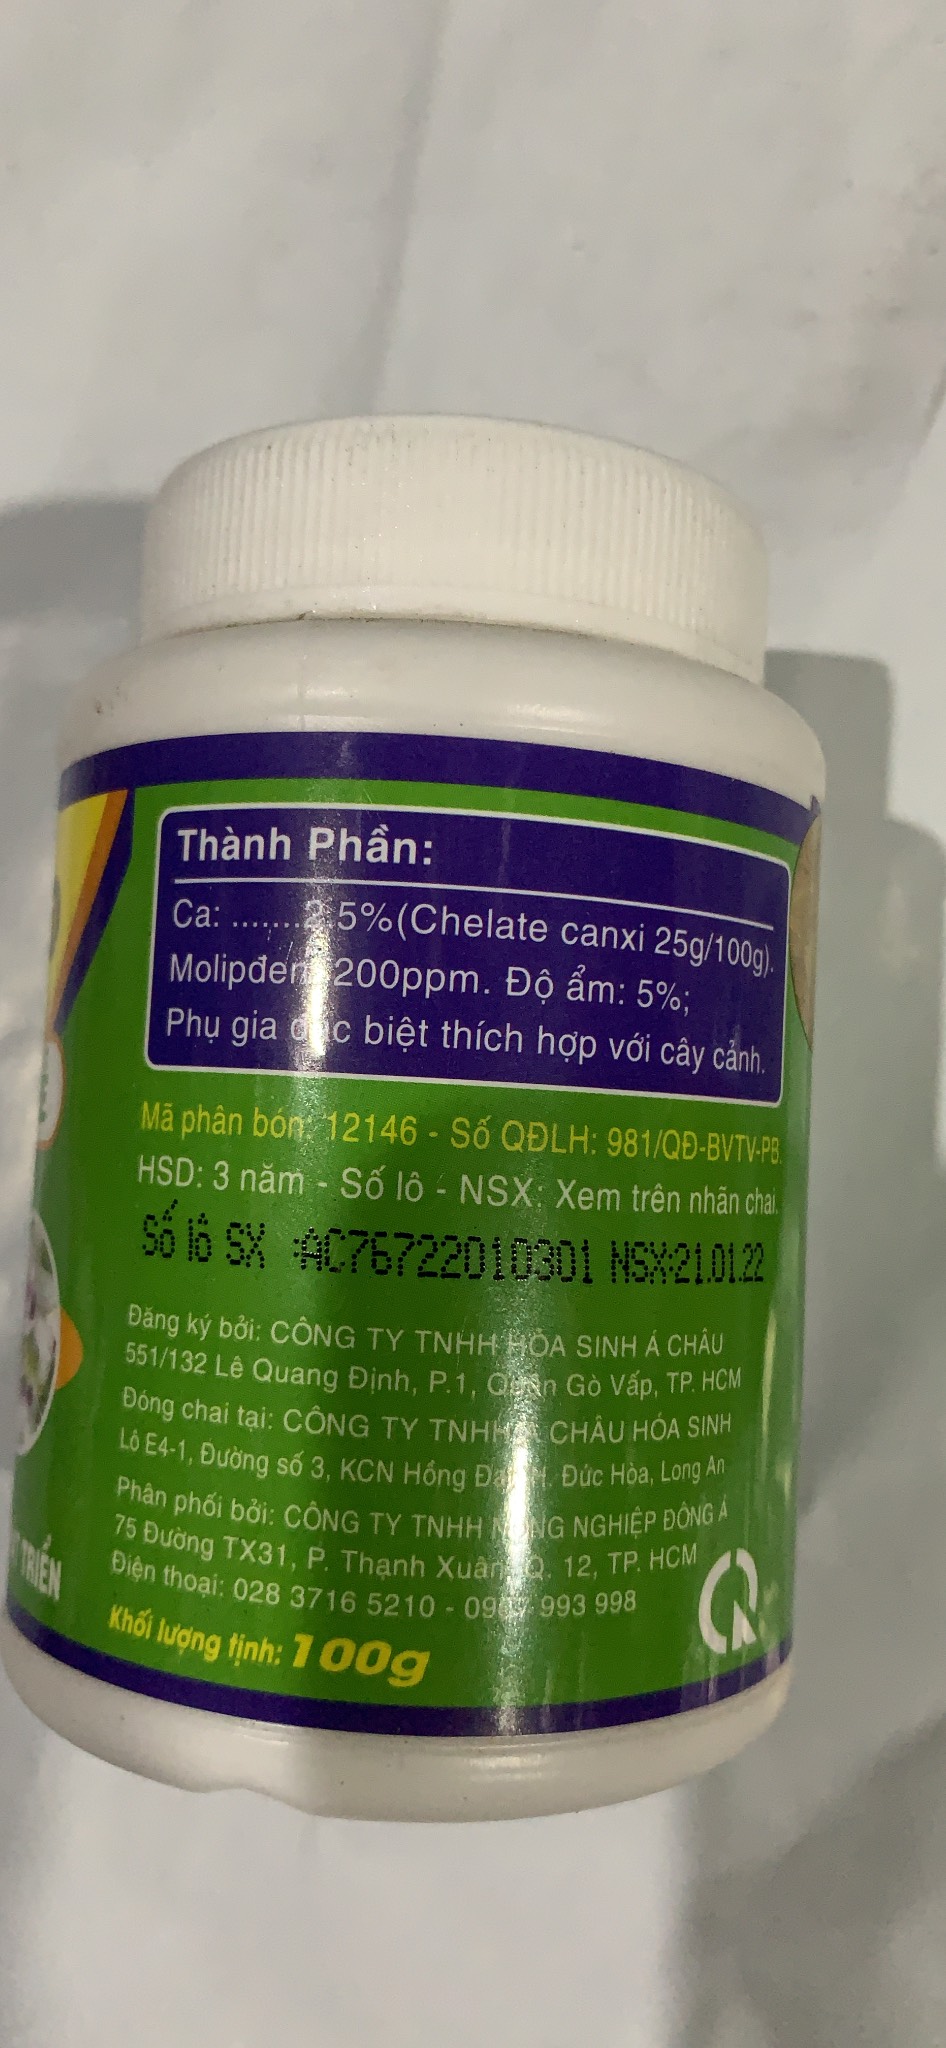 Thành Phần:
Ca: .......2,5%(Chelate canxi 25g/100g).
Molipđen: 200ppm. Độ ẩm: 5%;
Phụ gia đặc biệt thích hợp với cây cảnh.
Mã phân bón: 12146 - Số QĐLH: 981/QĐ-BVTV-PB.
HSD: 3 năm - Số lô - NSX: Xem trên nhãn chai.
Số lô SX :AC76722010301 NSX:21.01.22
Đăng ký bởi: CÔNG TY TNHH HÓA SINH Á CHÂU
551/132 Lê Quang Định, P.1, Quận Gò Vấp, TP. HCM
Đóng chai tại: CÔNG TY TNHH Á CHÂU HÓA SINH
Lô E4-1, Đường số 3, KCN Hồng Đạt, H. Đức Hòa, Long An
Phân phối bởi: CÔNG TY TNHH NÔNG NGHIỆP ĐÔNG Á
75 Đường TX31, P. Thạnh Xuân, Q. 12, TP. HCM
Điện thoại: 028 3716 5210 - 993 998
Khối lượng tịnh: 100g
TRIỂN